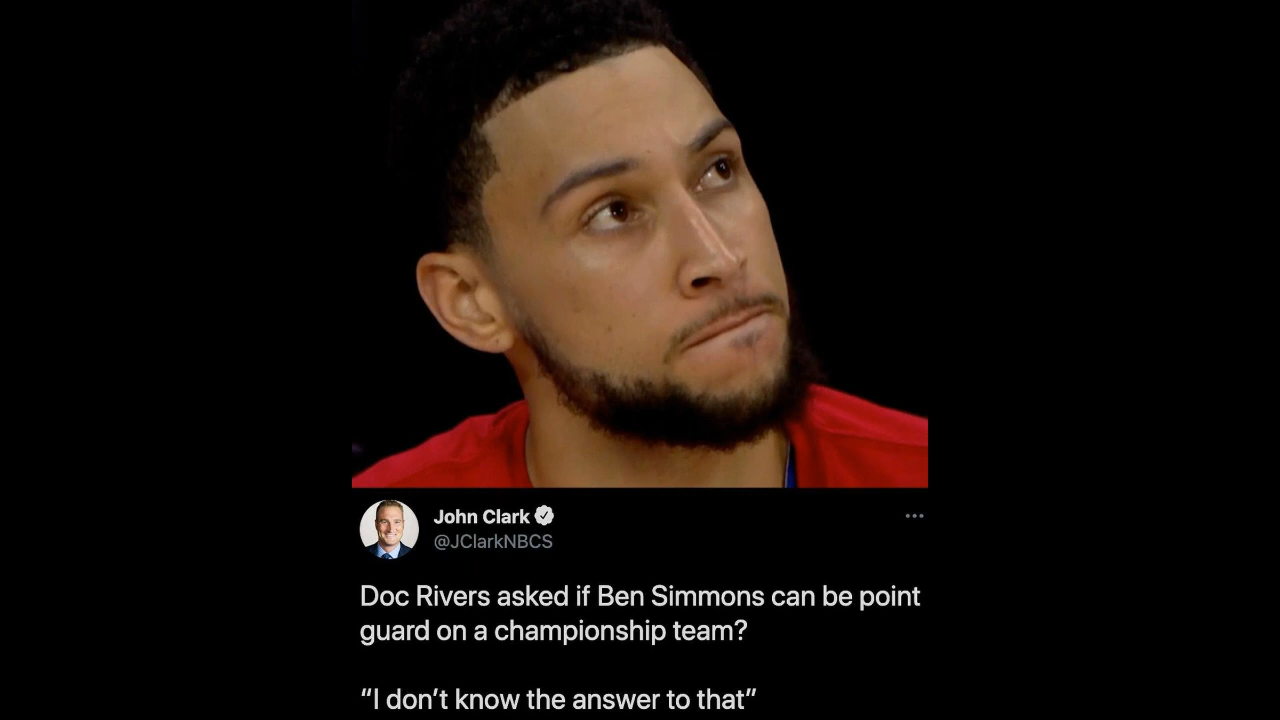 John Clark
@JClarkNBCS
Doc Rivers asked if Ben Simmons can be point
guard on a championship team?
“I don’t know the answer to that”